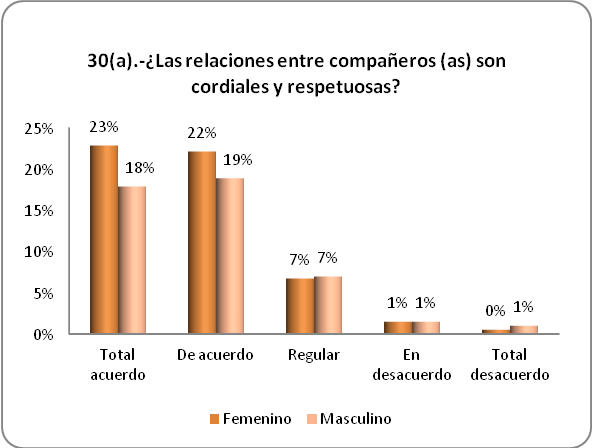 30(a).-¿Las relaciones entre compañeros (as) son
cordiales y respetuosas?
25%
20%
15%
10%
5%
0%
23%
18%
22%
19%
7%
7%
1%
1%
0%
1%
Total
acuerdo
De acuerdo
Regular
En
desacuerdo
Total
desacuerdo
Femenino
Masculino